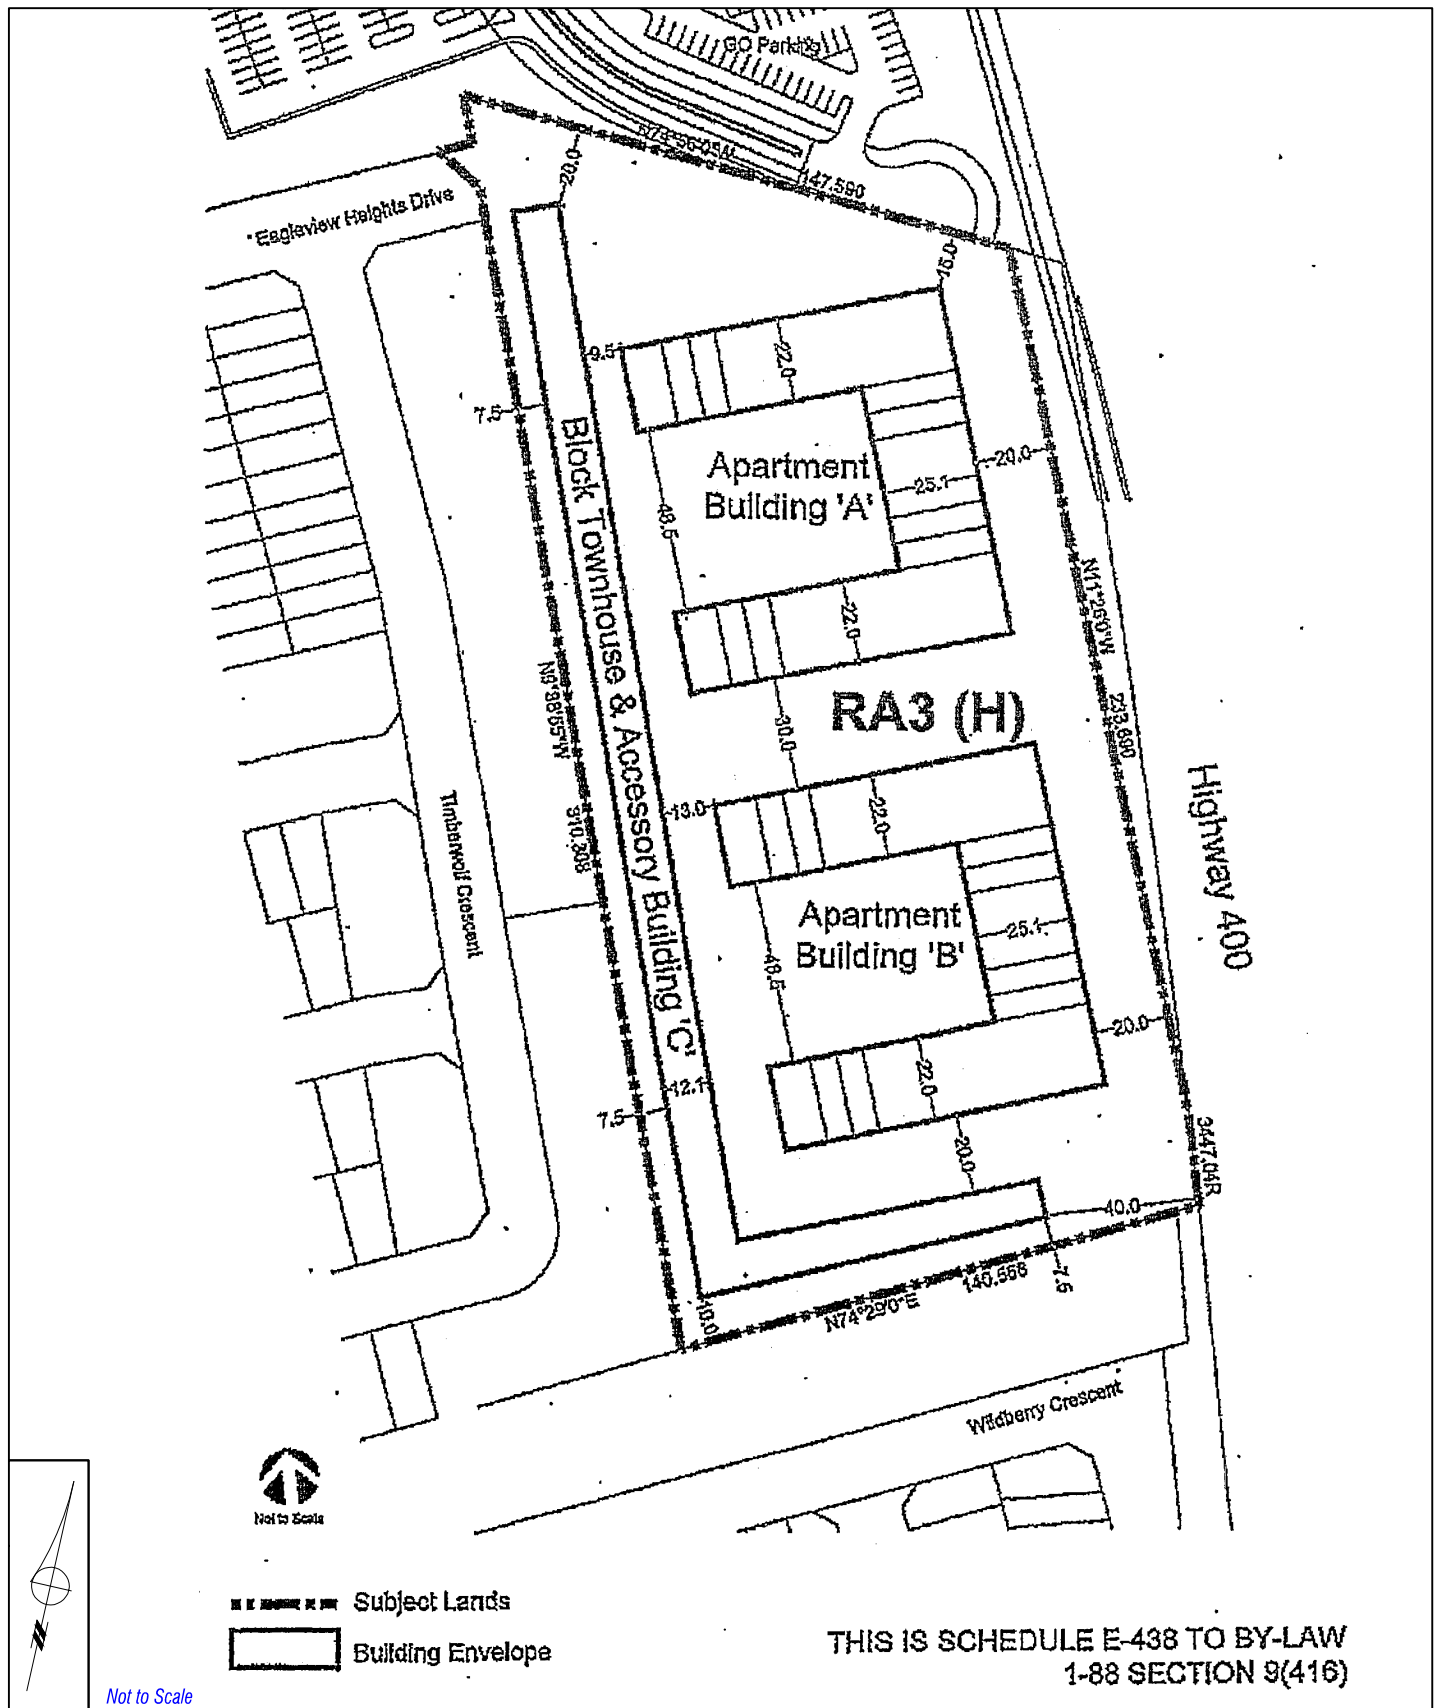 GO Parking
N74°56'05"W
147.590
20.0
Eagleview Heights Drive
15.0
9.5
22.0
7.5
Apartment
Building 'A'
20.0
25.1
48.5
Block Townhouse & Accessory Building 'C'
22.0
N11°26'0"W
233.690
N9°38'55"W
310.208
RA3 (H)
30.0
Highway 400
Timberwolf Crescent
13.0
22.0
Apartment
Building 'B'
25.1
48.5
20.0
12.1
7.5
22.0
20.0
3447.04R
40.0
10.0
N74°29'0"E
140.558
7.5
Wildberry Crescent
Not to Scale
Subject Lands
Building Envelope
THIS IS SCHEDULE E-438 TO BY-LAW
1-88 SECTION 9(416)
N
Not to Scale